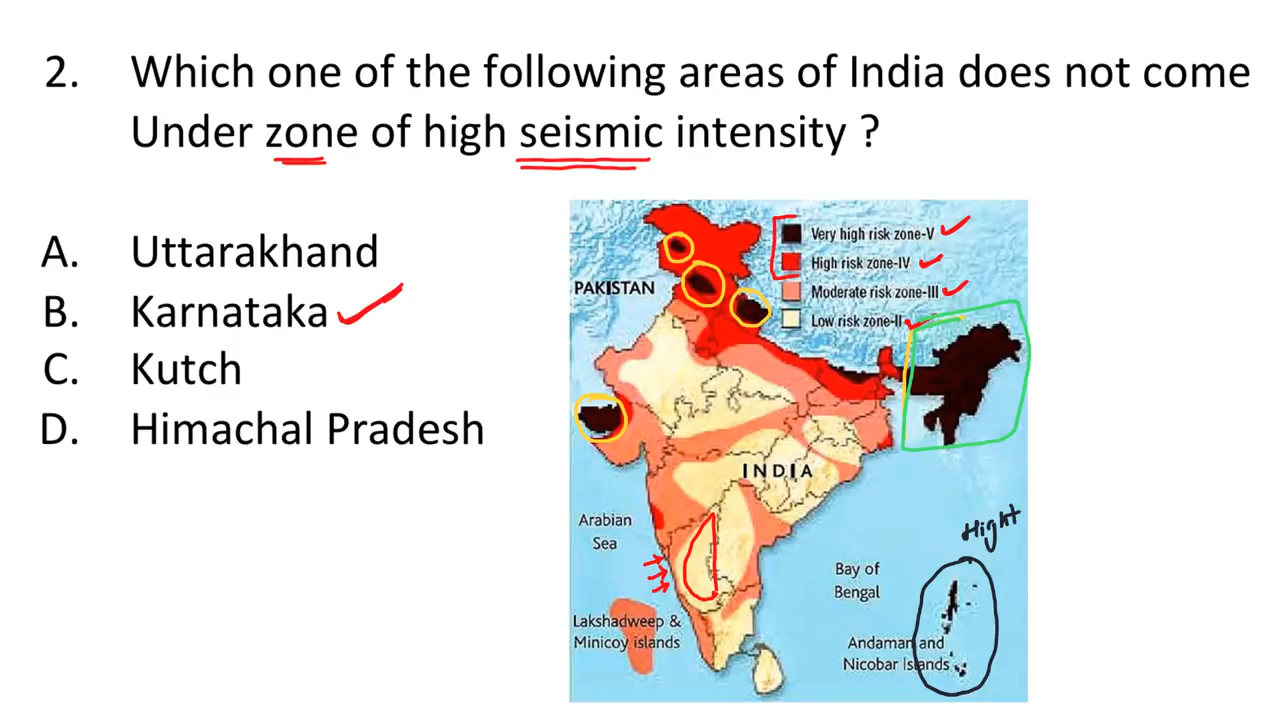 2. Which one of the following areas of India does not come
Under zone of high seismic intensity ?
A. Uttarakhand
B. Karnataka
C. Kutch
D. Himachal Pradesh
Very high risk zone-V
High risk zone-IV
PAKISTAN
Moderate risk zone-III
Low risk zone-II
INDIA
Arabian
Sea
Hight
Bay of
Bengal
Lakshadweep &
Minicoy islands
Andaman and
Nicobar Islands